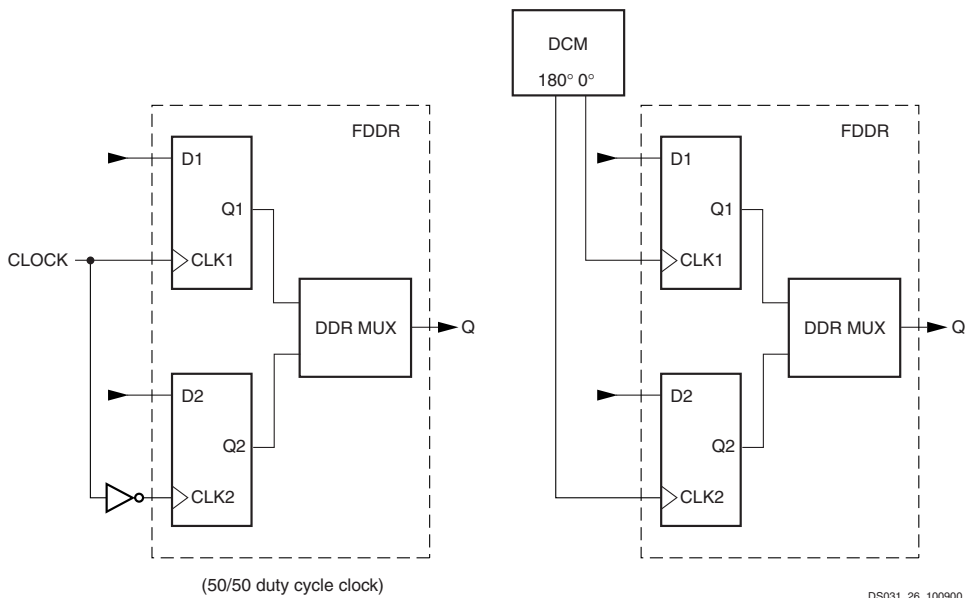 DCM
180° 0°
FDDR
D1
Q1
CLOCK
CLK1
DDR MUX
Q
D2
Q2
CLK2
(50/50 duty cycle clock)
FDDR
D1
Q1
CLK1
DDR MUX
Q
D2
Q2
CLK2
DS031_26_100900